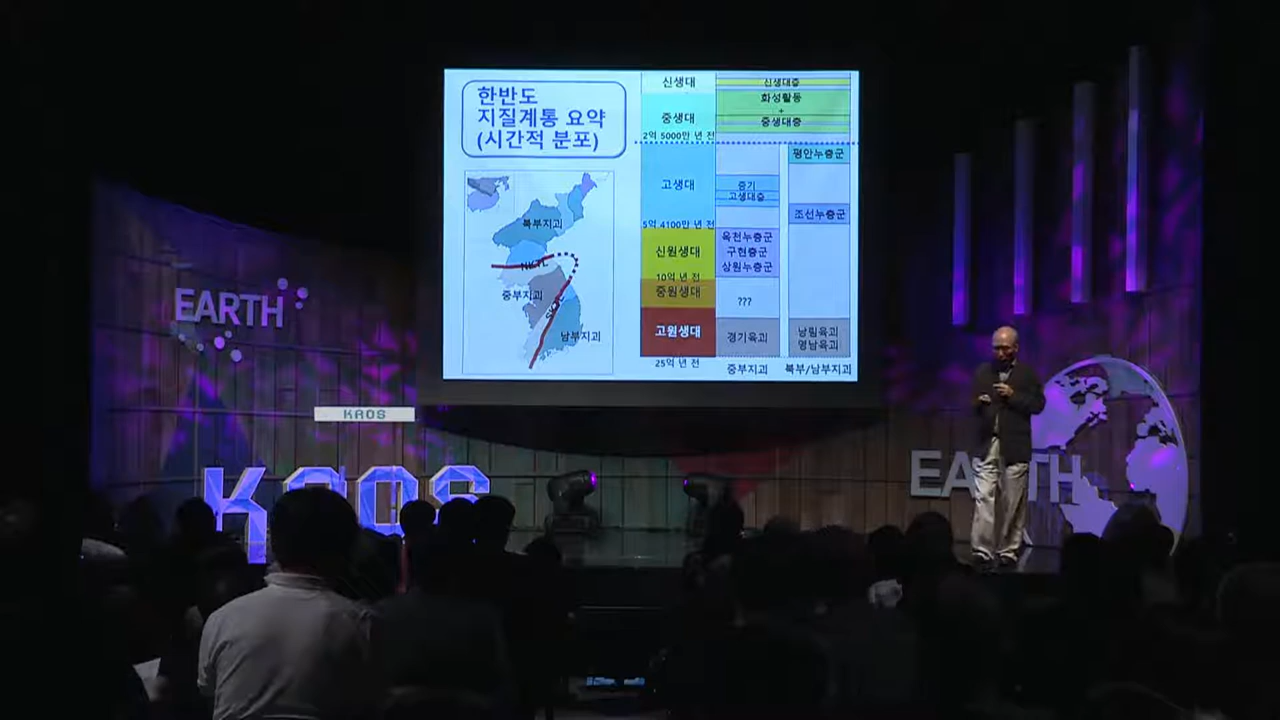 한반도
지질계통 요약
(시간적 분포)
북부지괴
중부지괴
남부지괴
신생대
중생대
2억 5000만 년 전
고생대
5억 4100만 년 전
신원생대
10억 년 전
중원생대
고원생대
25억 년 전
신생대층
화성활동
+
중생대층
중기
고생대층
옥천누층군
구현층군
상원누층군
???
경기육괴
중부지괴
평안누층군
조선누층군
낭림육괴
영남육괴
북부/남부지괴
EARTH
KAOS
KAOS
EARTH